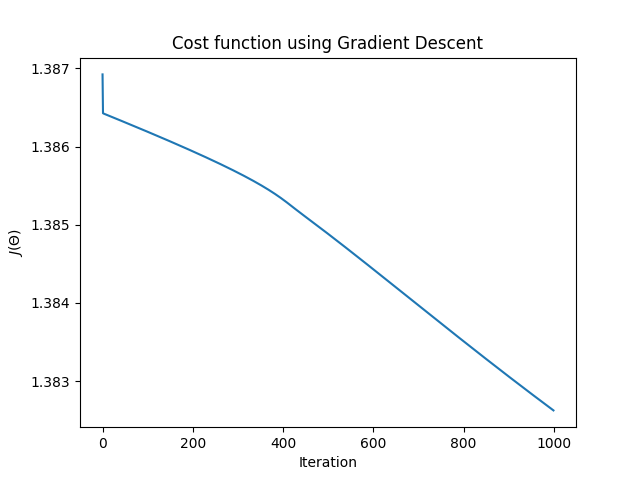 Cost function using Gradient Descent
1.387
1.386
1.385
1.384
1.383
J(Θ)
0 200 400 600 800 1000
Iteration